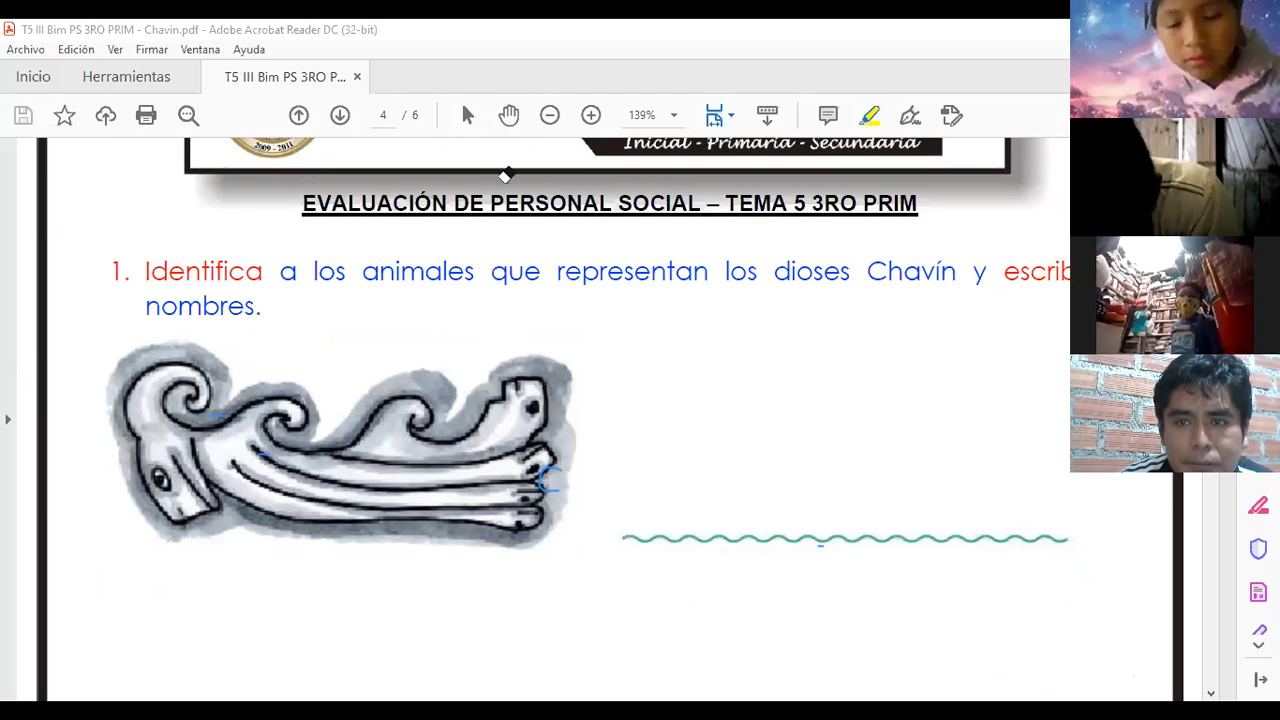 T5 III Bim PS 3RO PRIM - Chavin.pdf - Adobe Acrobat Reader DC (32-bit)
Archivo Edición Ver Firmar Ventana Ayuda
Inicio Herramientas T5 III Bim PS 3RO P... ×
4 / 6 139%
2009 - 2011
Inicial - Primaria - Secundaria
EVALUACIÓN DE PERSONAL SOCIAL – TEMA 5 3RO PRIM
1. Identifica a los animales que representan los dioses Chavín y escrib
nombres.